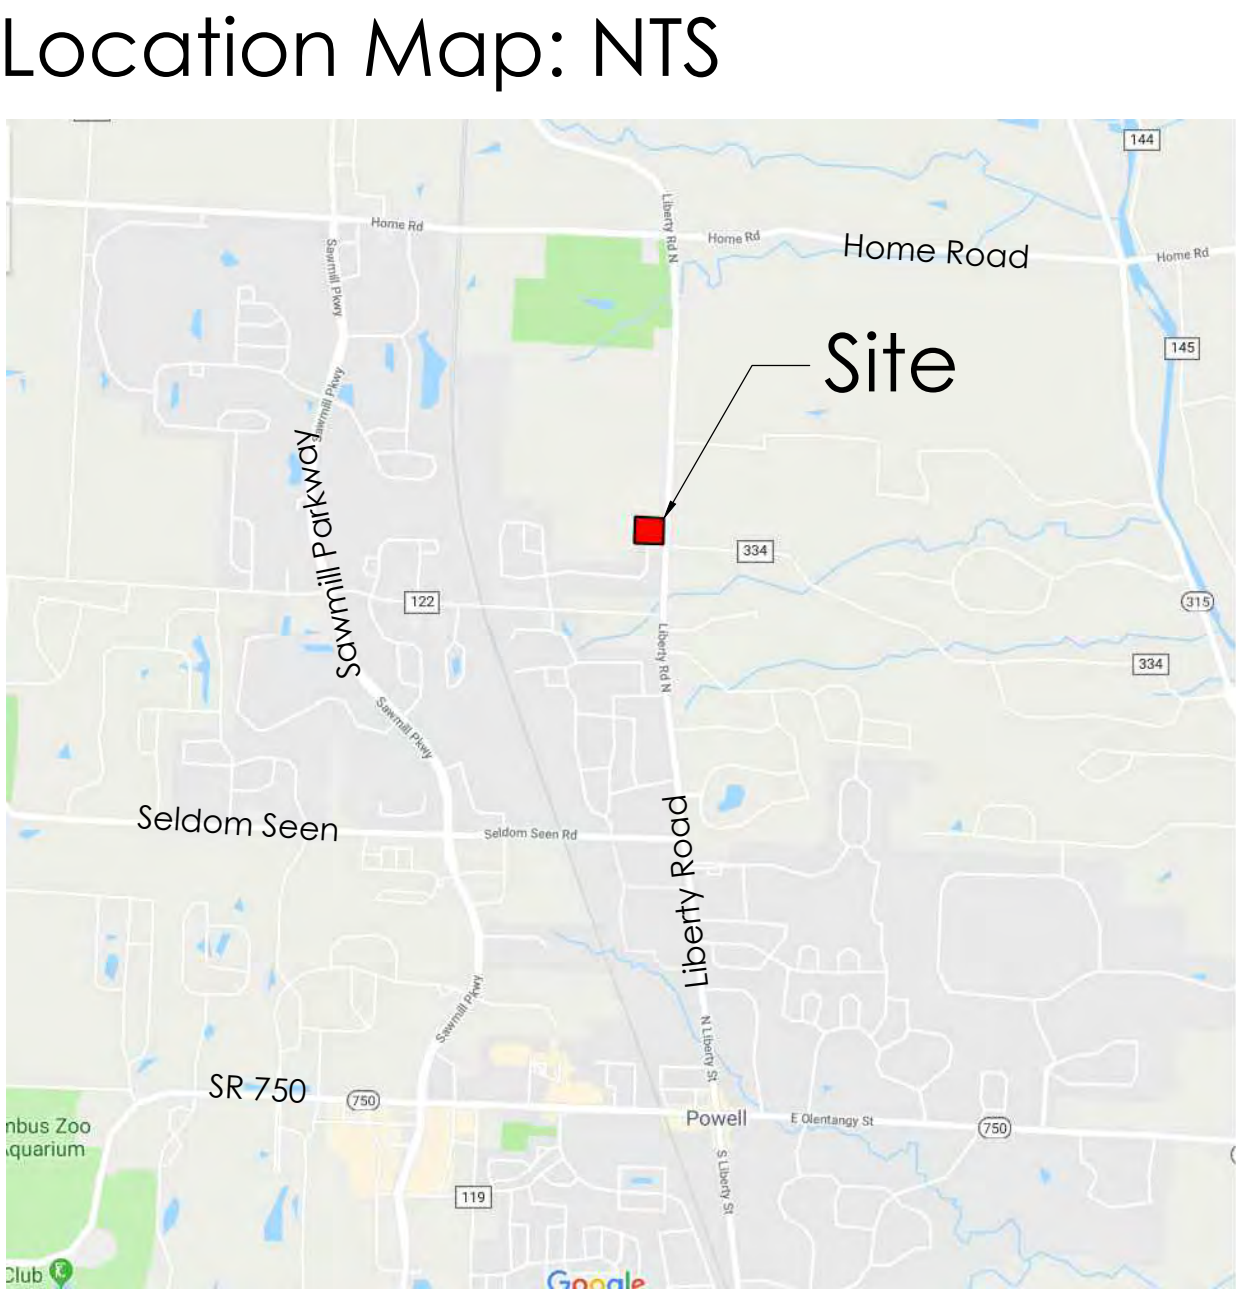 Location Map: NTS
144
Home Rd
Liberty Rd N
Home Rd
Home Road
Home Rd
Sawmill Pkwy
Site
145
Sawmill Pkwy
Sawmill Parkway
334
122
315
Liberty Rd N
334
Sawmill Pkwy
Seldom Seen
Seldom Seen Rd
Liberty Road
Sawmill Pkwy
N Liberty St
SR 750
750
Powell
E Olentangy St
750
nbus Zoo
Aquarium
S Liberty St
119
Club
Google